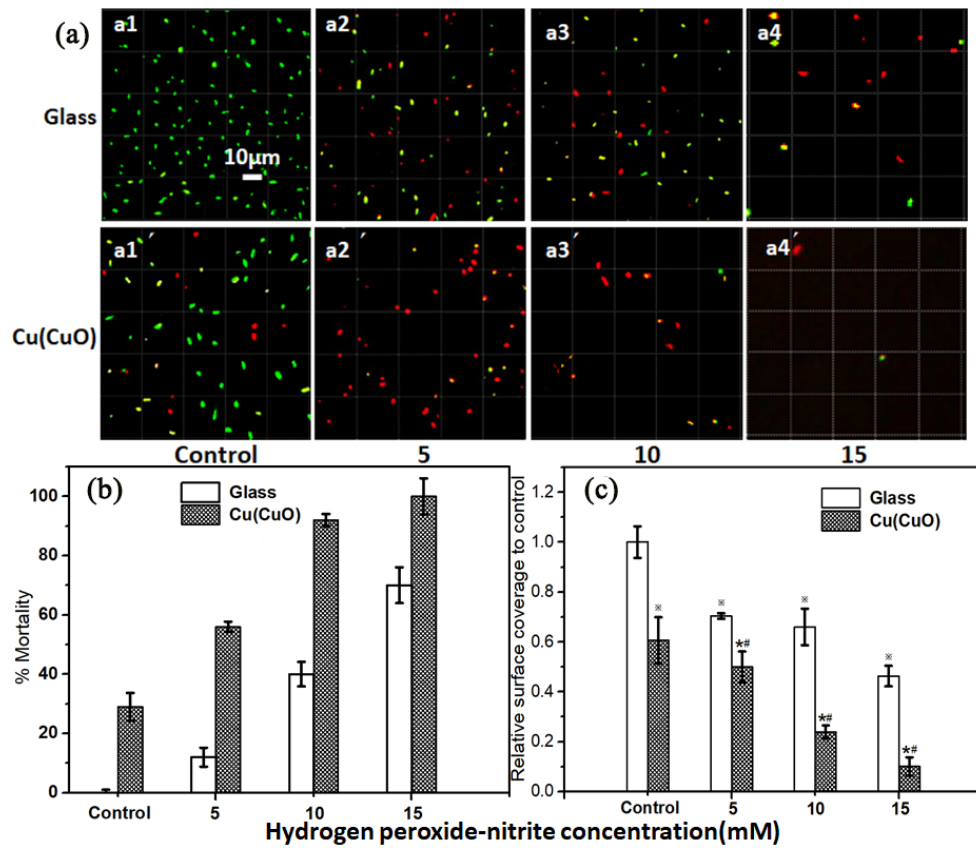 (a)
a1
a2
a3
a4
Glass
10μm
a1´
a2´
a3´
a4´
Cu(CuO)
Control
5
10
15
(b)
Glass
Cu(CuO)
% Mortality
100
80
60
40
20
0
Control
5
10
15
(c)
Glass
Cu(CuO)
Relative surface coverage to control
1.2
1.0
0.8
0.6
0.4
0.2
0.0
※
※
*#
※
*#
※
*#
Control
5
10
15
Hydrogen peroxide-nitrite concentration(mM)